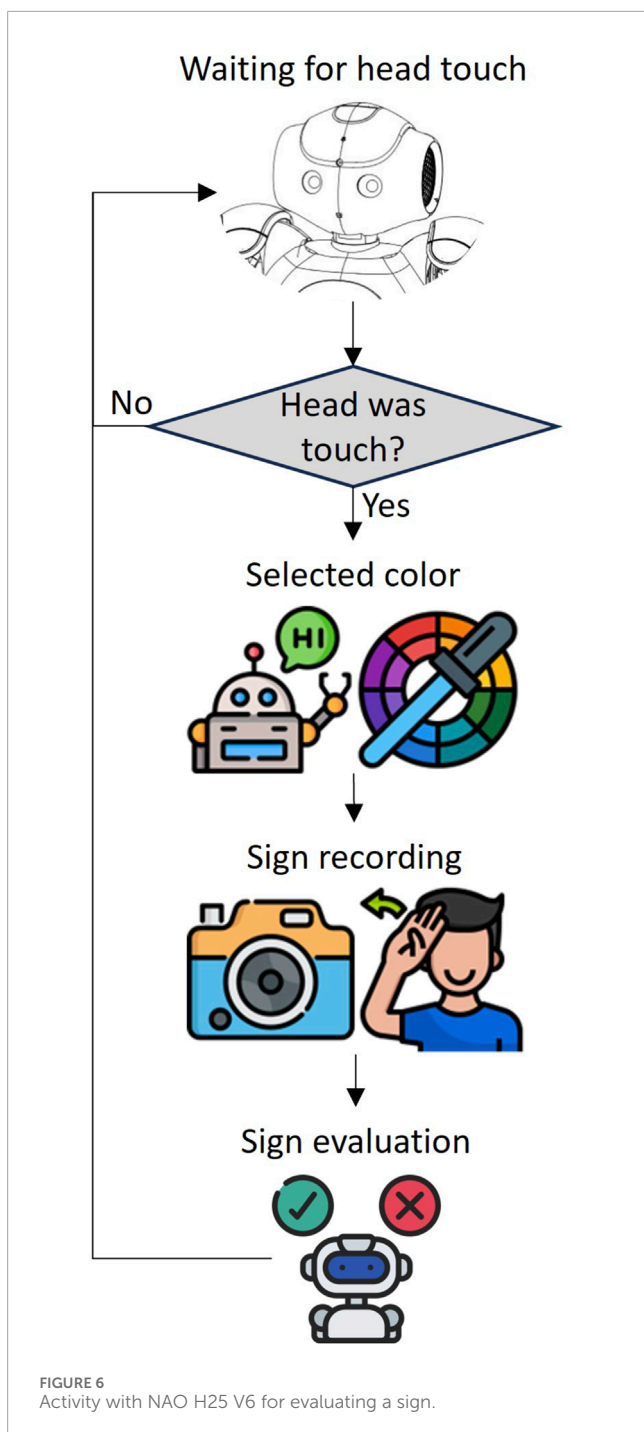 Waiting for head touch
No
Head was
touch?
Yes
Selected color
HI
Sign recording
Sign evaluation
FIGURE 6
Activity with NAO H25 V6 for evaluating a sign.